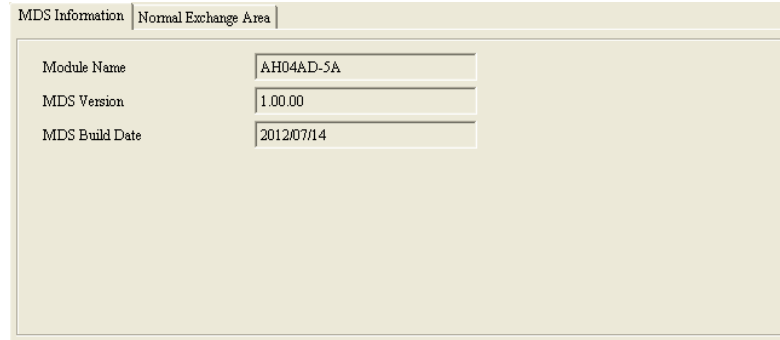 MDS Information Normal Exchange Area
Module Name AH04AD-5A
MDS Version 1.00.00
MDS Build Date 2012/07/14